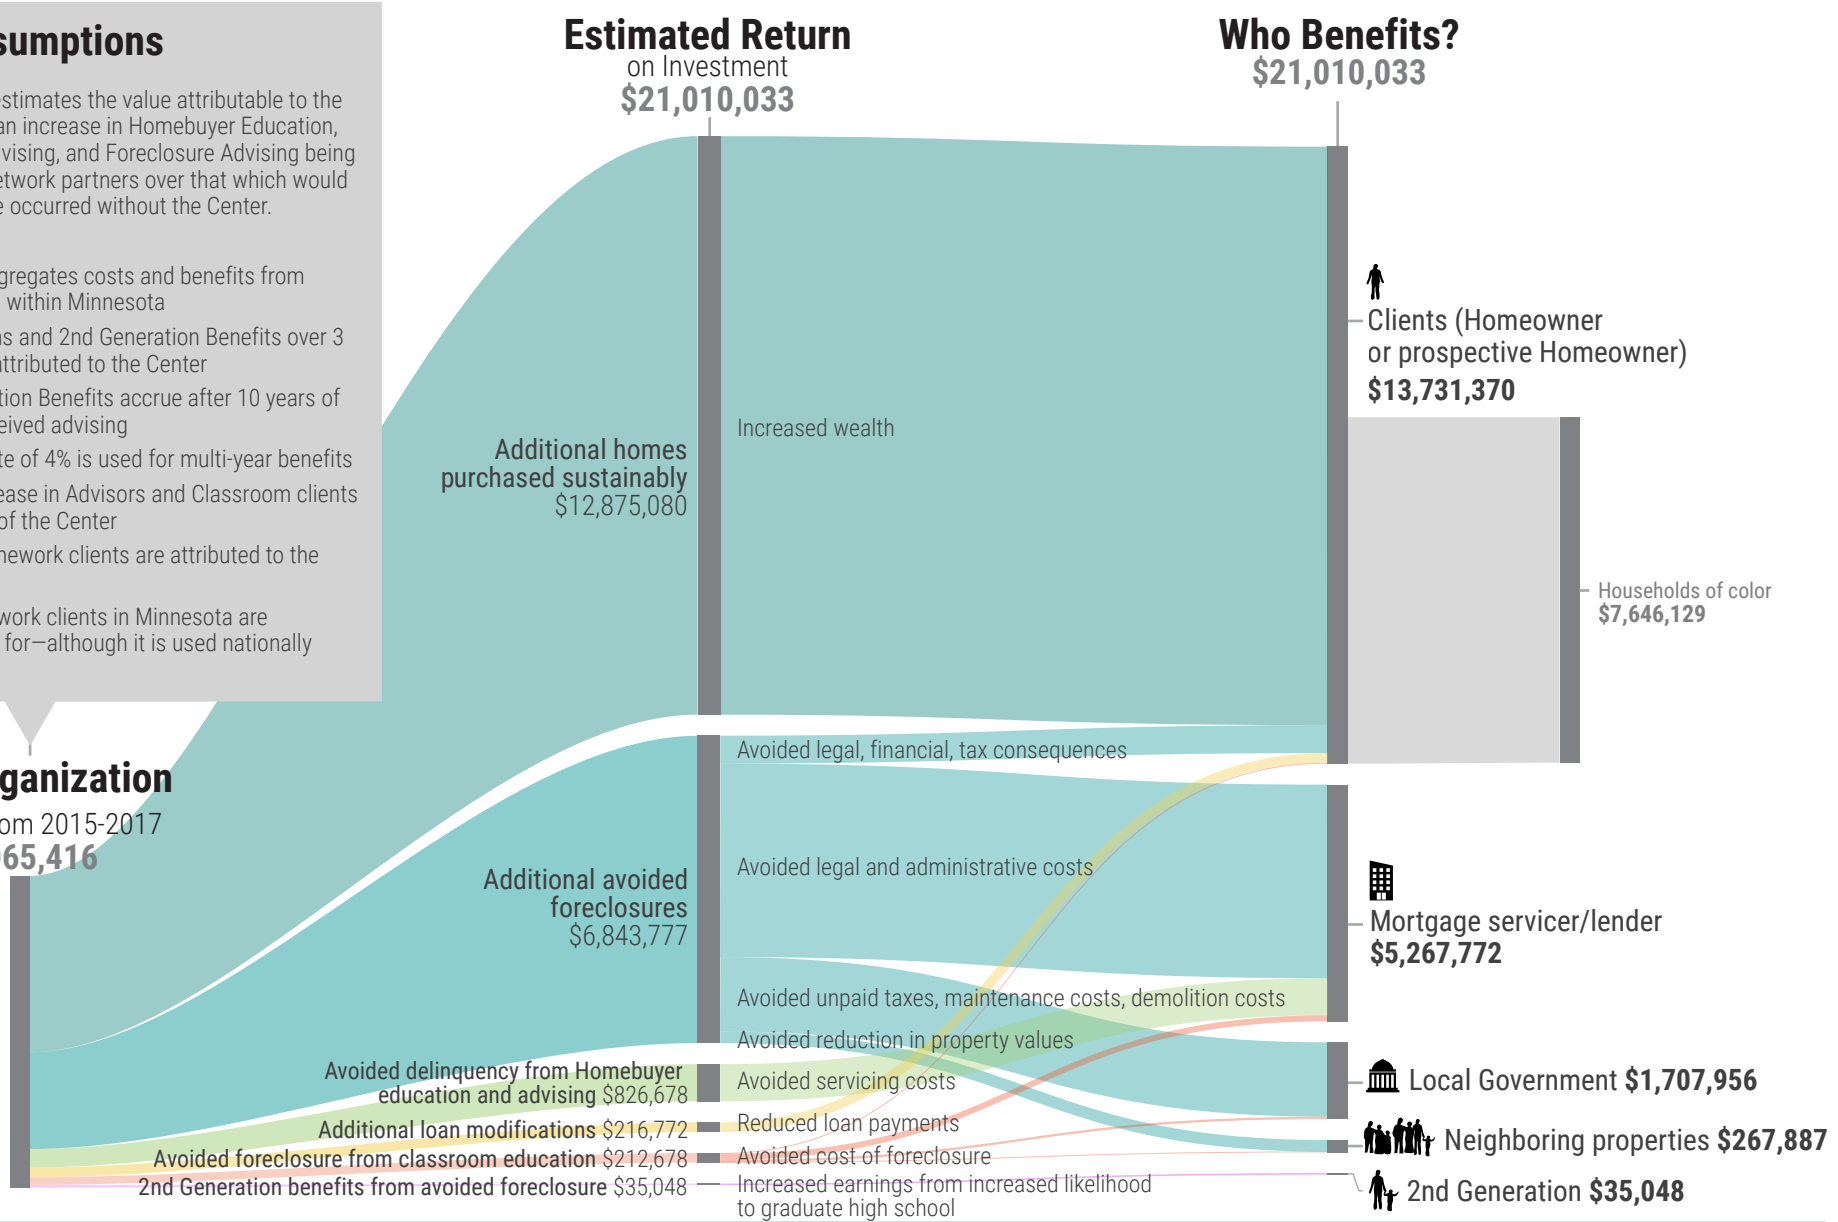 sumptions
estimates the value attributable to the
an increase in Homebuyer Education,
vising, and Foreclosure Advising being
etwork partners over that which would
e occurred without the Center.
gregates costs and benefits from
within Minnesota
ns and 2nd Generation Benefits over 3
attributed to the Center
tion Benefits accrue after 10 years of
eived advising
te of 4% is used for multi-year benefits
ease in Advisors and Classroom clients
of the Center
nework clients are attributed to the
work clients in Minnesota are
for—although it is used nationally
ganization
om 2015-2017
065,416
Estimated Return
on Investment
$21,010,033
Additional homes
purchased sustainably
$12,875,080
Additional avoided
foreclosures
$6,843,777
Avoided delinquency from Homebuyer
education and advising $826,678
Additional loan modifications $216,772
Avoided foreclosure from classroom education $212,678
2nd Generation benefits from avoided foreclosure $35,048
Increased wealth
Avoided legal, financial, tax consequences
Avoided legal and administrative costs
Avoided unpaid taxes, maintenance costs, demolition costs
Avoided reduction in property values
Avoided servicing costs
Reduced loan payments
Avoided cost of foreclosure
Increased earnings from increased likelihood
to graduate high school
Who Benefits?
$21,010,033
Clients (Homeowner
or prospective Homeowner)
$13,731,370
Households of color
$7,646,129
Mortgage servicer/lender
$5,267,772
Local Government $1,707,956
Neighboring properties $267,887
2nd Generation $35,048